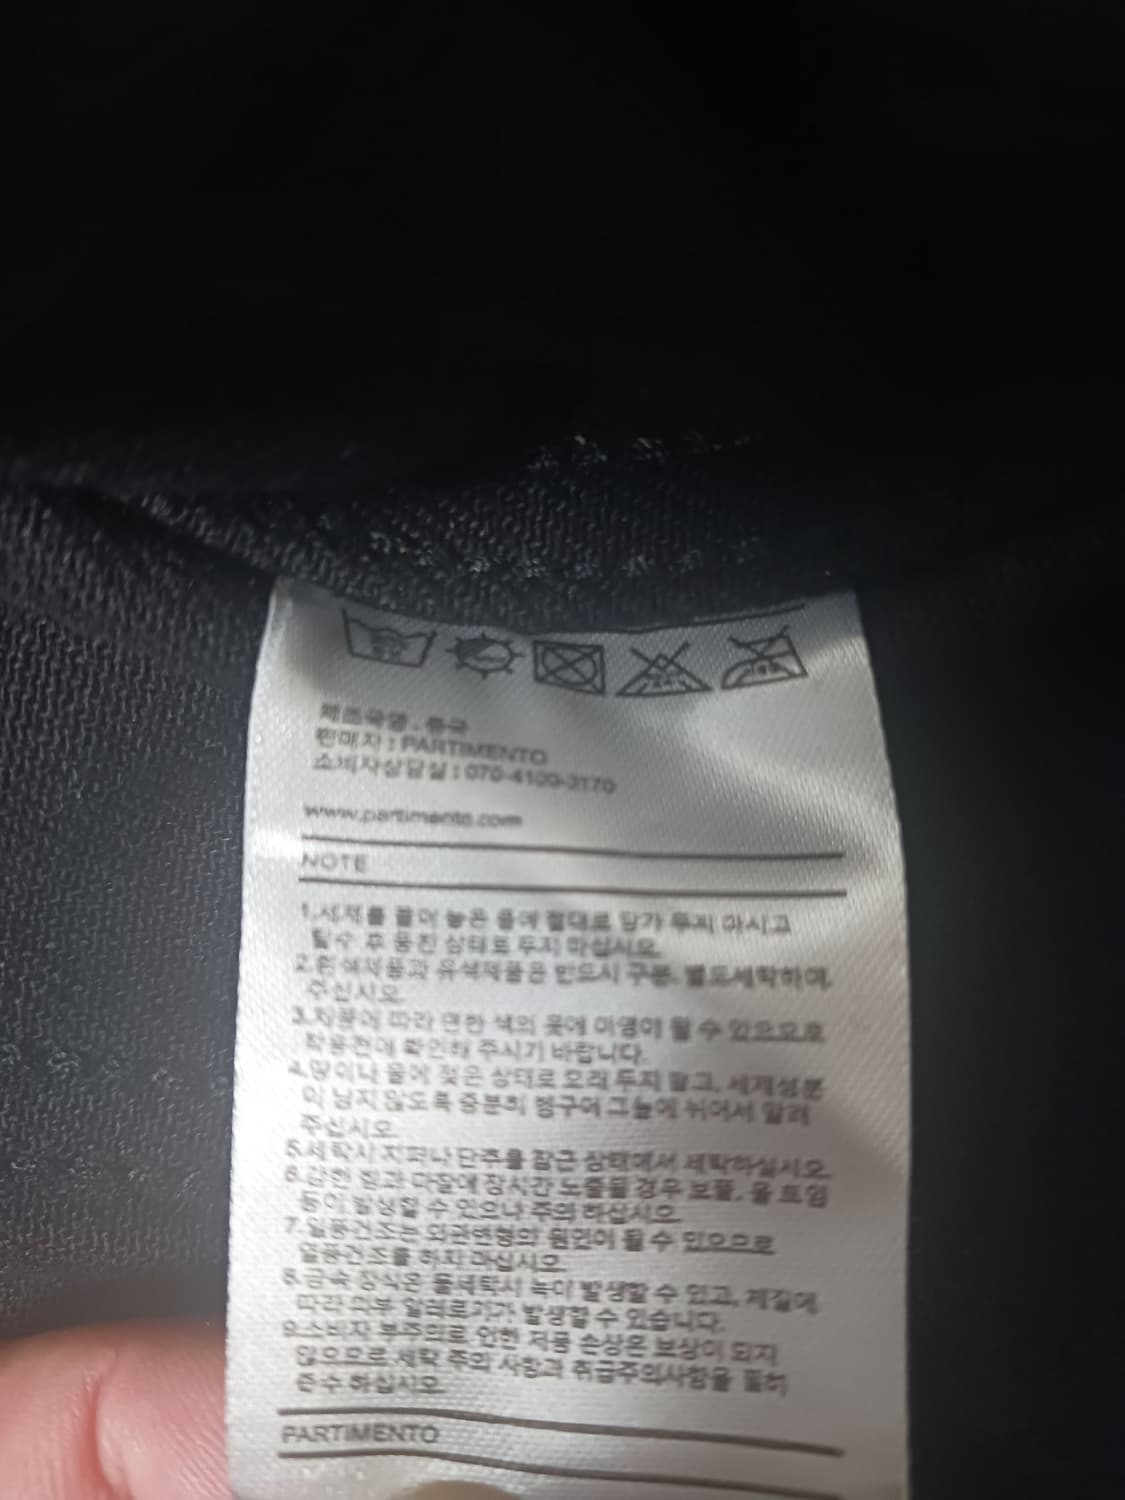 제조국명 : 중국
판매자 : PARTIMENTO
소비자상담실 : 070-4100-3170
www.partimento.com
NOTE
1.세제를 풀어 놓은 물에 절대로 담가 두지 마시고
탈수 후 뭉친 상태로 두지 마십시오.
2.흰색제품과 유색제품은 반드시 구분, 별도세탁하여
주십시오.
3.착용에 따라 연한 색의 옷에 이염이 될 수 있으므로
착용전에 확인해 주시기 바랍니다.
4.땀이나 물에 젖은 상태로 오래 두지 말고, 세제성분
이 남지 않도록 충분히 헹구어 그늘에 뉘어서 말려
주십시오.
5.세탁시 지퍼나 단추를 잠근 상태에서 세탁하십시오.
6.강한 힘과 마찰에 장시간 노출될 경우 보풀, 올 트임
등이 발생할 수 있으니 주의 하십시오.
7.열풍건조는 외관변형의 원인이 될 수 있으므로
열풍건조를 하지 마십시오.
8.금속 장식은 물세탁시 녹이 발생할 수 있고, 체질에
따라 피부 알레르기가 발생할 수 있습니다.
9.소비자 부주의로 인한 제품 손상은 보상이 되지
않으므로 세탁 주의 사항과 취급주의사항을 필히
준수 하십시오.
PARTIMENTO